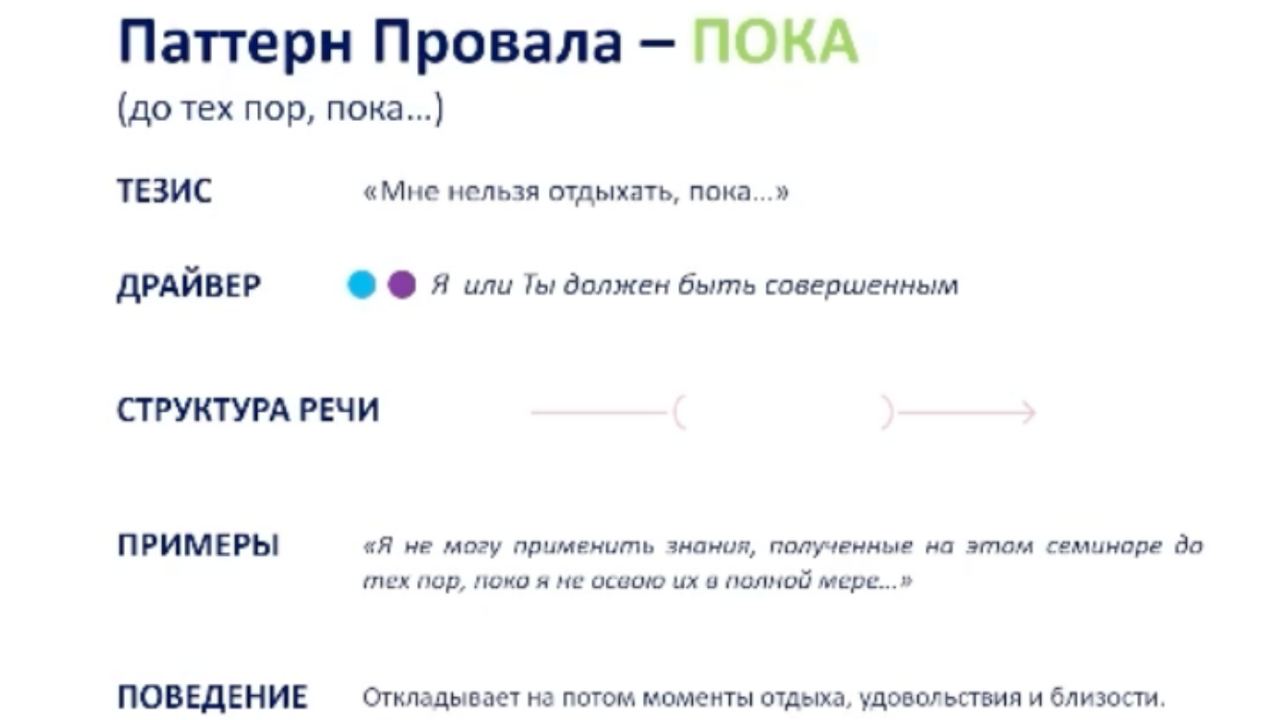 Паттерн Провала – ПОКА
(до тех пор, пока...)
ТЕЗИС «Мне нельзя отдыхать, пока...»
ДРАЙВЕР Я или Ты должен быть совершенным
СТРУКТУРА РЕЧИ ( )
ПРИМЕРЫ «Я не могу применить знания, полученные на этом семинаре до
тех пор, пока я не освою их в полной мере...»
ПОВЕДЕНИЕ Откладывает на потом моменты отдыха, удовольствия и близости.